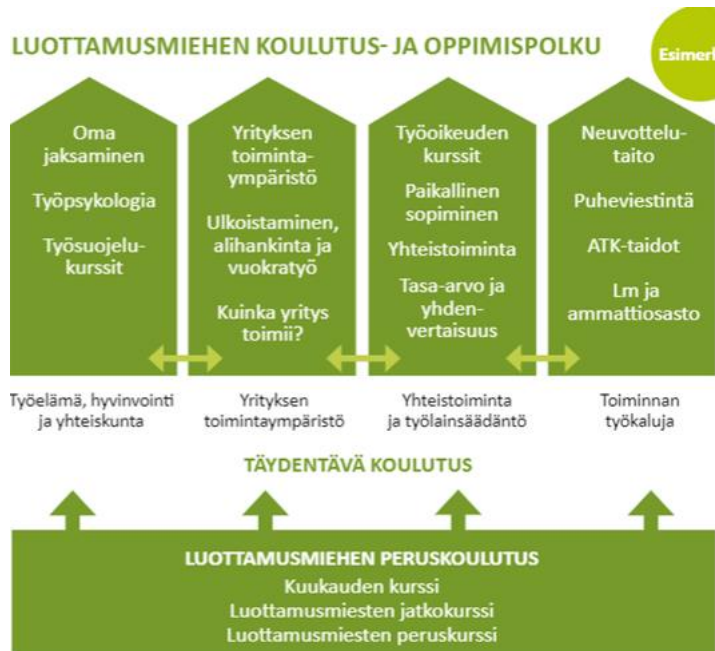 LUOTTAMUSMIEHEN KOULUTUS- JA OPPIMISPOLKU
Oma
jaksaminen
Työpsykologia
Työsuojelu-
kurssit
Yrityksen
toiminta-
ympäristö
Ulkoistaminen,
alihankinta ja
vuokratyö
Kuinka yritys
toimii?
Työoikeuden
kurssit
Paikallinen
sopiminen
Yhteistoiminta
Tasa-arvo ja
yhden-
vertaisuus
Neuvottelu-
taito
Puheviestintä
ATK-taidot
Lm ja
ammattiosasto
Työelämä, hyvinvointi
ja yhteiskunta
Yrityksen
toimintaympäristö
Yhteistoiminta
ja työlainsäädäntö
Toiminnan
työkaluja
TÄYDENTÄVÄ KOULUTUS
LUOTTAMUSMIEHEN PERUSKOULUTUS
Kuukauden kurssi
Luottamusmiesten jatkokurssi
Luottamusmiesten peruskurssi